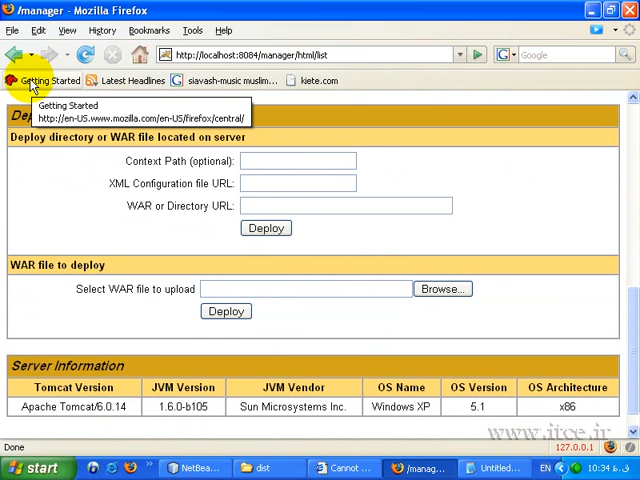 /manager - Mozilla Firefox
File Edit View History Bookmarks Tools Help
http://localhost:8084/manager/html/list
Google
Getting Started Latest Headlines siavash-music muslim... kiete.com
Getting Started
http://en-US.www.mozilla.com/en-US/firefox/central/
Deploy directory or WAR file located on server
Context Path (optional):
XML Configuration file URL:
WAR or Directory URL:
Deploy
WAR file to deploy
Select WAR file to upload Browse...
Deploy
Server Information
Tomcat Version JVM Version JVM Vendor OS Name OS Version OS Architecture
Apache Tomcat/6.0.14 1.6.0-b105 Sun Microsystems Inc. Windows XP 5.1 x86
www.itce.ir
Done 127.0.0.1
start NetBea... dist Cannot ... /manag... Untitled... EN 10:34 ق.ظ